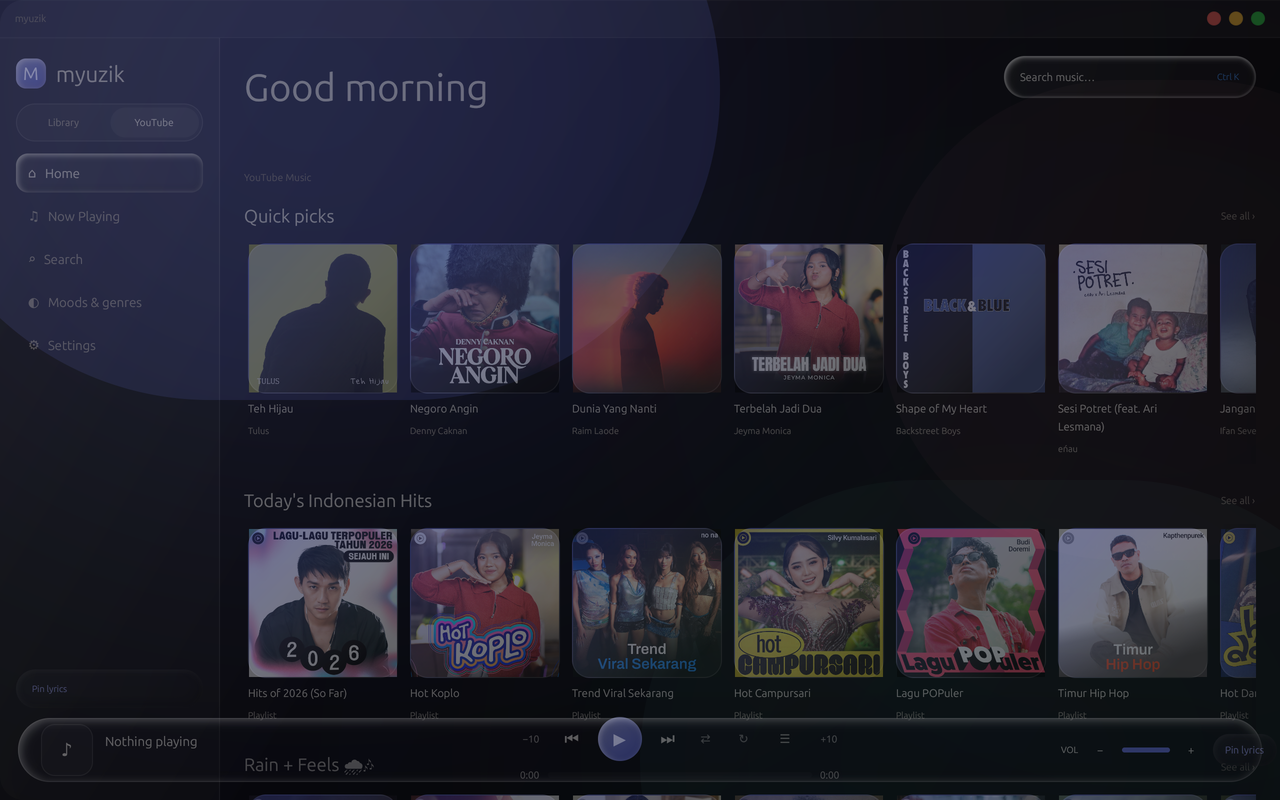 myuzik
M
myuzik
Library
YouTube
Home
Now Playing
Search
Moods & genres
Settings
Pin lyrics
Good morning
Search music...
Ctrl K
YouTube Music
Quick picks
See all ›
TULUS
Teh Hijau
DENNY CAKNAN
NEGORO
ANGIN
TERBELAH JADI DUA
JEYMA MONICA
BACKSTREET BOYS
BLACK & BLUE
.SESI
POTRET.
Teh Hijau
Tulus
Negoro Angin
Denny Caknan
Dunia Yang Nanti
Raim Laode
Terbelah Jadi Dua
Jeyma Monica
Shape of My Heart
Backstreet Boys
Sesi Potret (feat. Ari
Lesmana)
eńau
Jangan
Ifan Seve
Today's Indonesian Hits
See all ›
LAGU-LAGU TERPOPULER
TAHUN 2026
SEJAUH INI
2026
Jeyma
Monica
HOT
KOPLO
no na
Trend
Viral Sekarang
Silvy Kumalasari
hot
CAMPURSARI
Budi
Doremi
Lagu POPuler
Kapthenpurek
Timur
Hip Hop
Hits of 2026 (So Far)
Playlist
Hot Koplo
Playlist
Trend Viral Sekarang
Playlist
Hot Campursari
Playlist
Lagu POPuler
Playlist
Timur Hip Hop
Playlist
Hot Da
Playlist
Nothing playing
−10
+10
0:00
0:00
VOL
−
+
Pin lyrics
Rain + Feels
See all ›